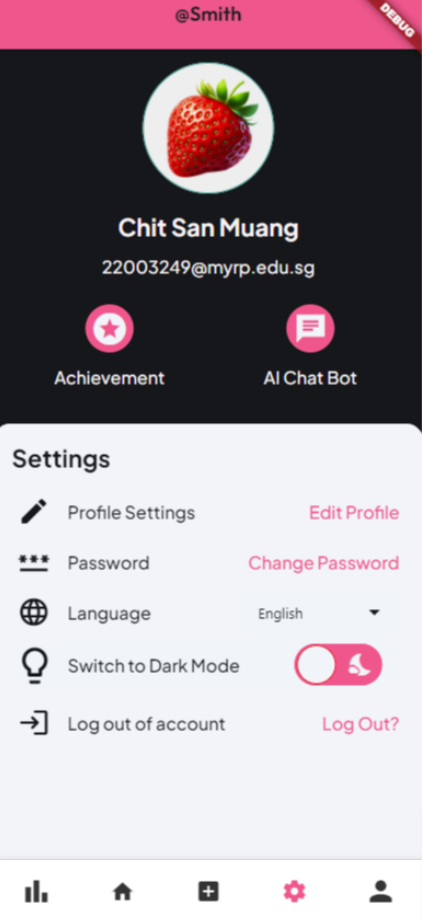 @Smith
DEBUG
Chit San Muang
22003249@myrp.edu.sg
Achievement
AI Chat Bot
Settings
Profile Settings
Edit Profile
Password
Change Password
Language
English
Switch to Dark Mode
Log out of account
Log Out?